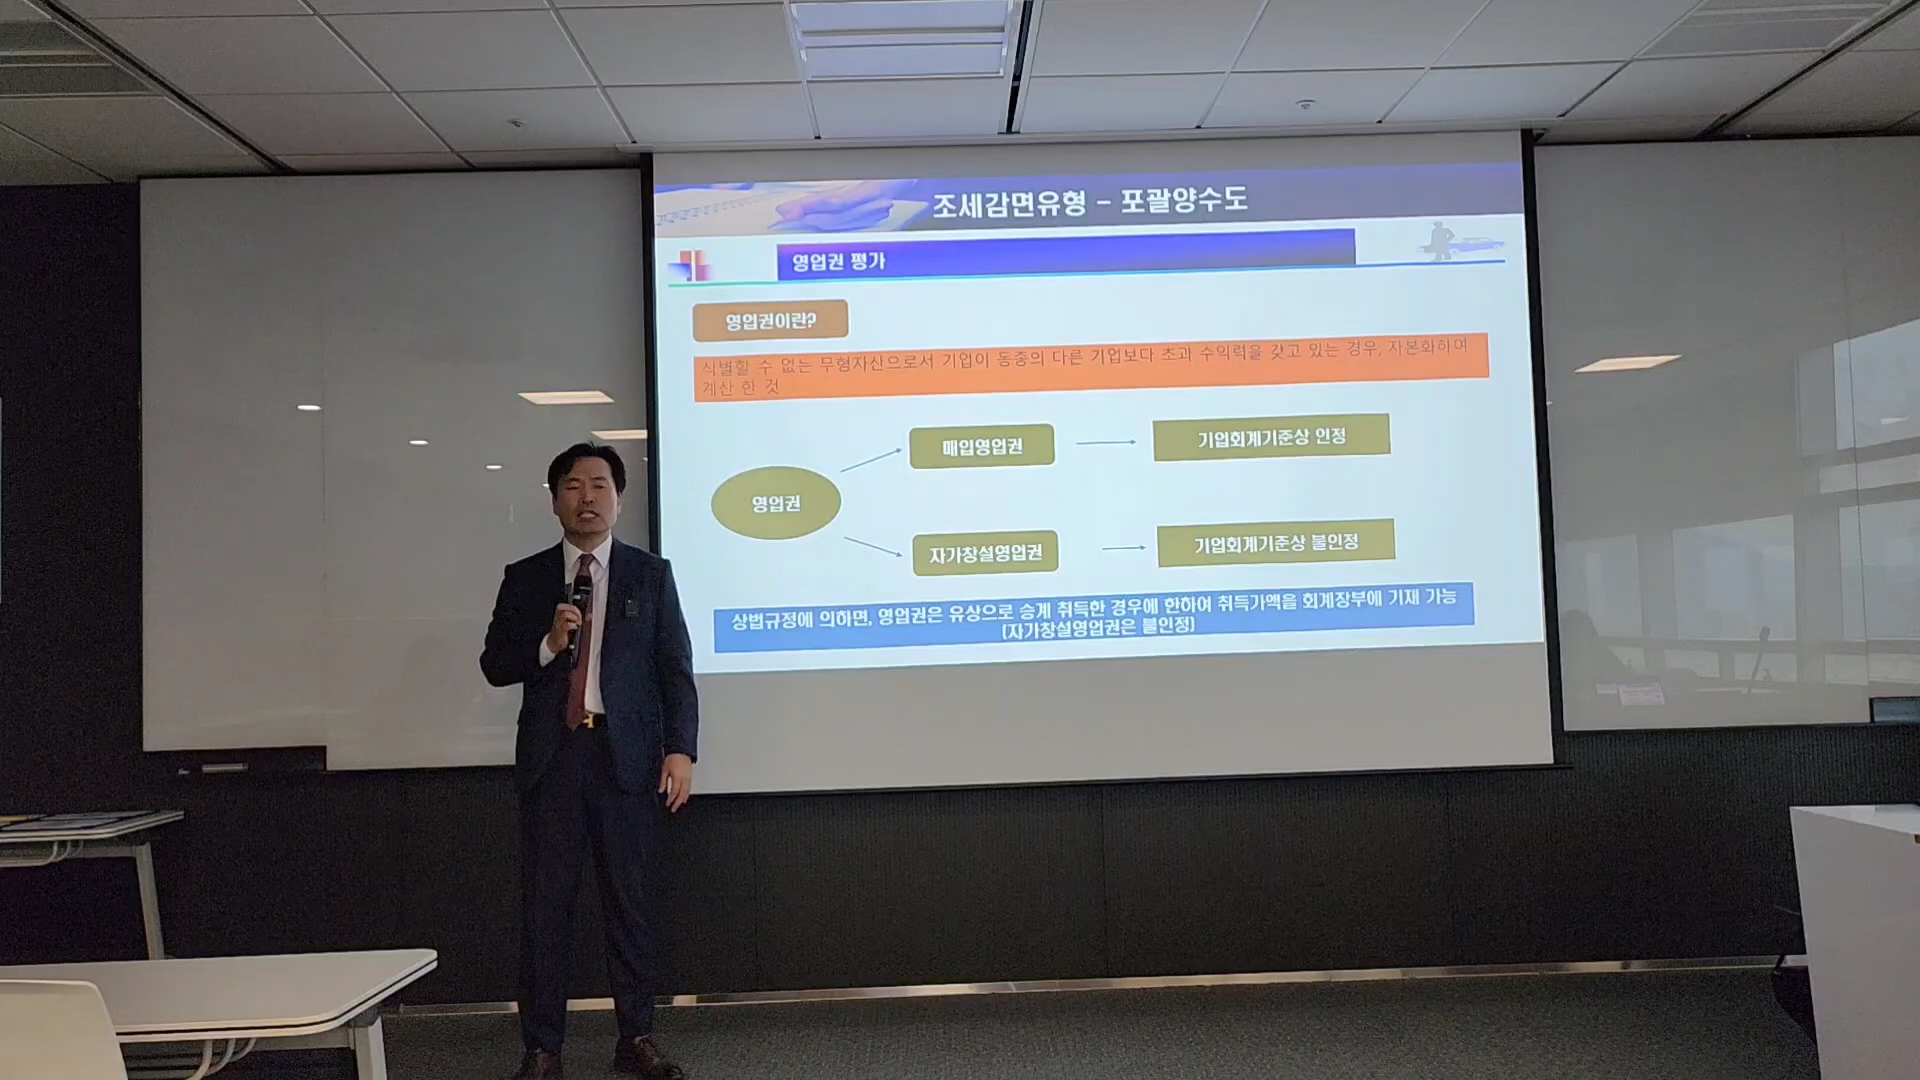 조세감면유형 - 포괄양수도
영업권 평가
영업권이란?
식별할 수 없는 무형자산으로서 기업이 동종의 다른 기업보다 초과 수익력을 갖고 있는 경우, 자본화하여
계산 한 것
매입영업권
기업회계기준상 인정
영업권
자가창설영업권
기업회계기준상 불인정
상법규정에 의하면, 영업권은 유상으로 승계 취득한 경우에 한하여 취득가액을 회계장부에 기재 가능
(자가창설영업권은 불인정)